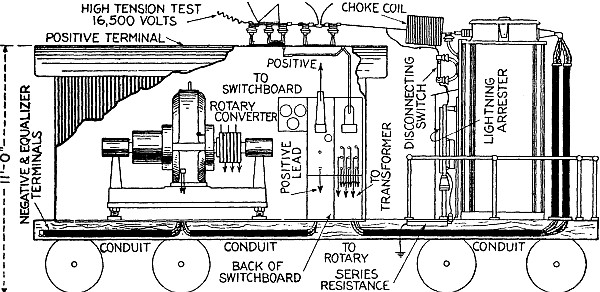 HIGH TENSION TEST
16,500 VOLTS
CHOKE COIL
POSITIVE TERMINAL
POSITIVE
TO
SWITCHBOARD
ROTARY
CONVERTER
DISCONNECTING
SWITCH
LIGHTNING
ARRESTER
11'-0"
NEGATIVE & EQUALIZER
TERMINALS
POSITIVE
LEAD
TO
TRANSFORMER
CONDUIT
CONDUIT
BACK OF
SWITCHBOARD
TO
ROTARY
SERIES
RESISTANCE
CONDUIT